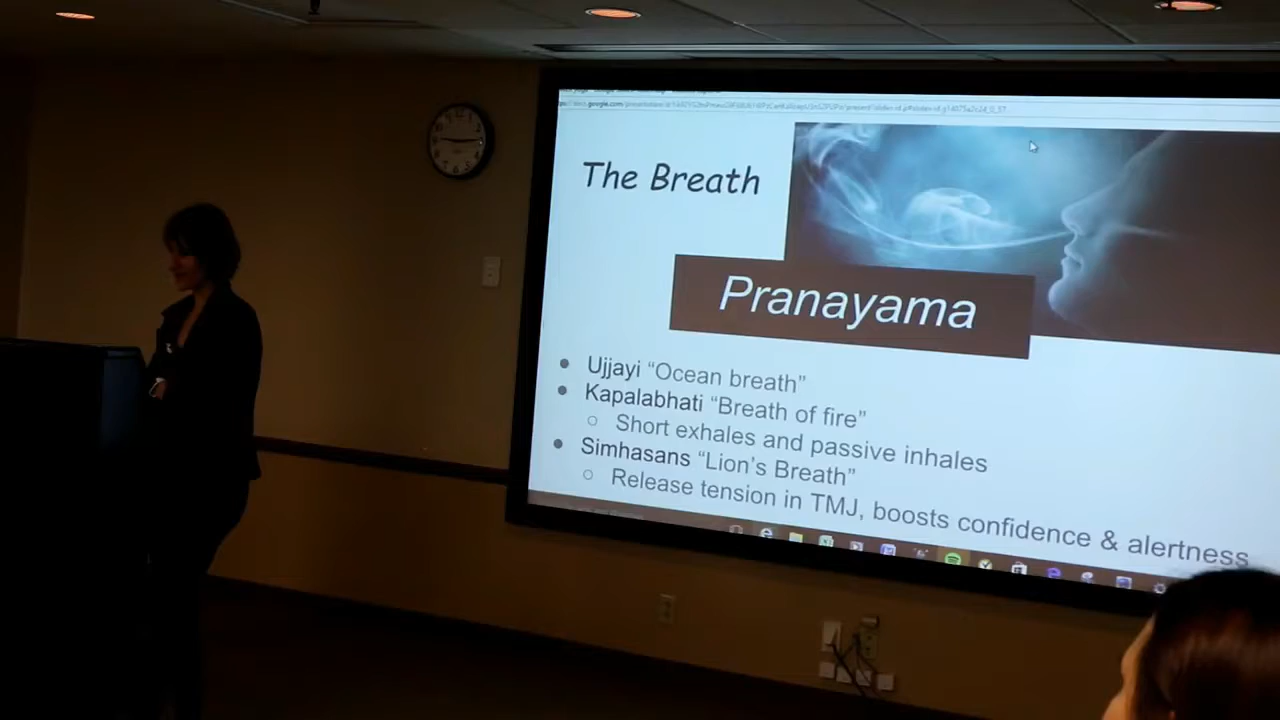 The Breath
Pranayama
Ujjayi “Ocean breath”
Kapalabhati “Breath of fire”
Short exhales and passive inhales
Simhasans “Lion’s Breath”
Release tension in TMJ, boosts confidence & alertness